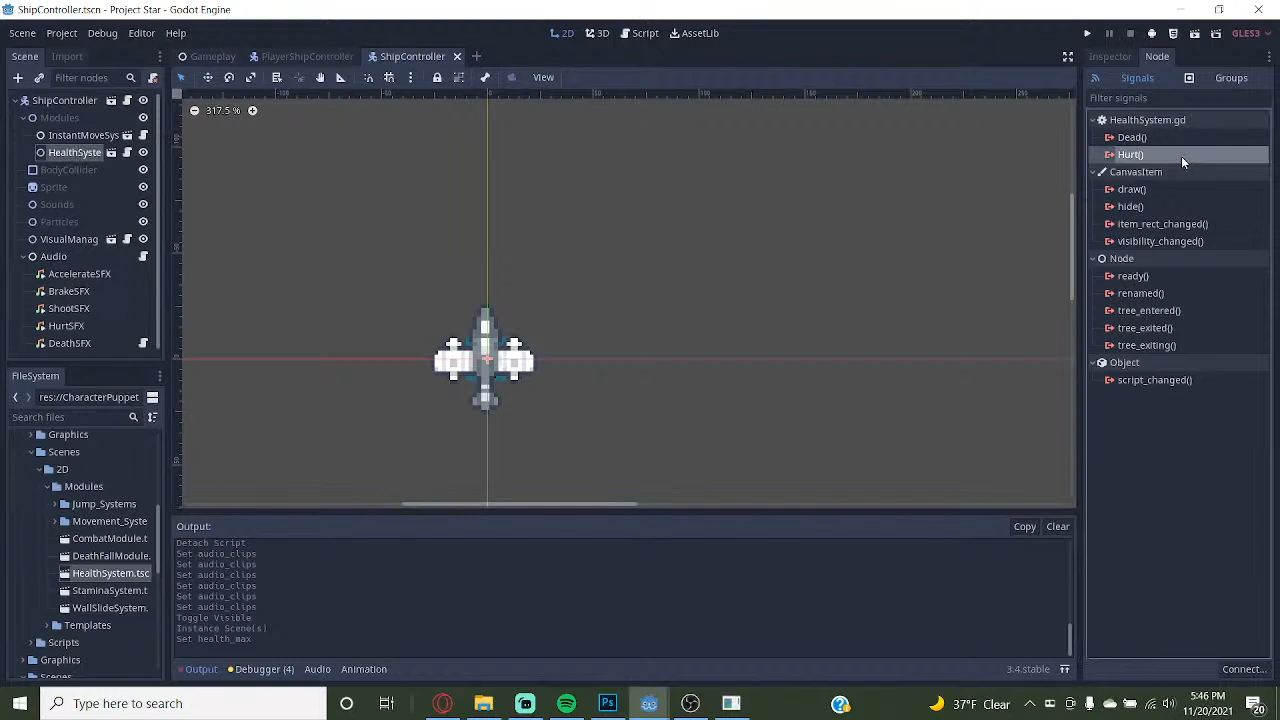 ShipController.tscn - Project Star - Godot Engine
Scene Project Debug Editor Help
2D 3D Script AssetLib
GLES3
Scene Import
Gameplay PlayerShipController ShipController
Inspector Node
Filter nodes
View
Signals Groups
Filter signals
317.5 %
ShipController
Modules
InstantMoveSys
HealthSyste
BodyCollider
Sprite
Sounds
Particles
VisualManag
Audio
AccelerateSFX
BrakeSFX
ShootSFX
HurtSFX
DeathSFX
HealthSystem.gd
Dead()
Hurt()
CanvasItem
draw()
hide()
item_rect_changed()
visibility_changed()
Node
ready()
renamed()
tree_entered()
tree_exited()
tree_exiting()
Object
script_changed()
FileSystem
res://CharacterPuppet
Search files
Graphics
Scenes
2D
Modules
Jump_Systems
Movement_Syste
CombatModule.t
DeathFallModule.
HealthSystem.tsc
StaminaSystem.t
WallSlideSystem.
Templates
Scripts
Graphics
Output: Copy Clear
Detach Script
Set audio_clips
Set audio_clips
Set audio_clips
Set audio_clips
Set audio_clips
Set audio_clips
Toggle Visible
Instance Scene(s)
Set health_max
Output Debugger (4) Audio Animation 3.4.stable
Connect...
Type here to search
Ps
37°F Clear
5:46 PM
11/20/2021
20